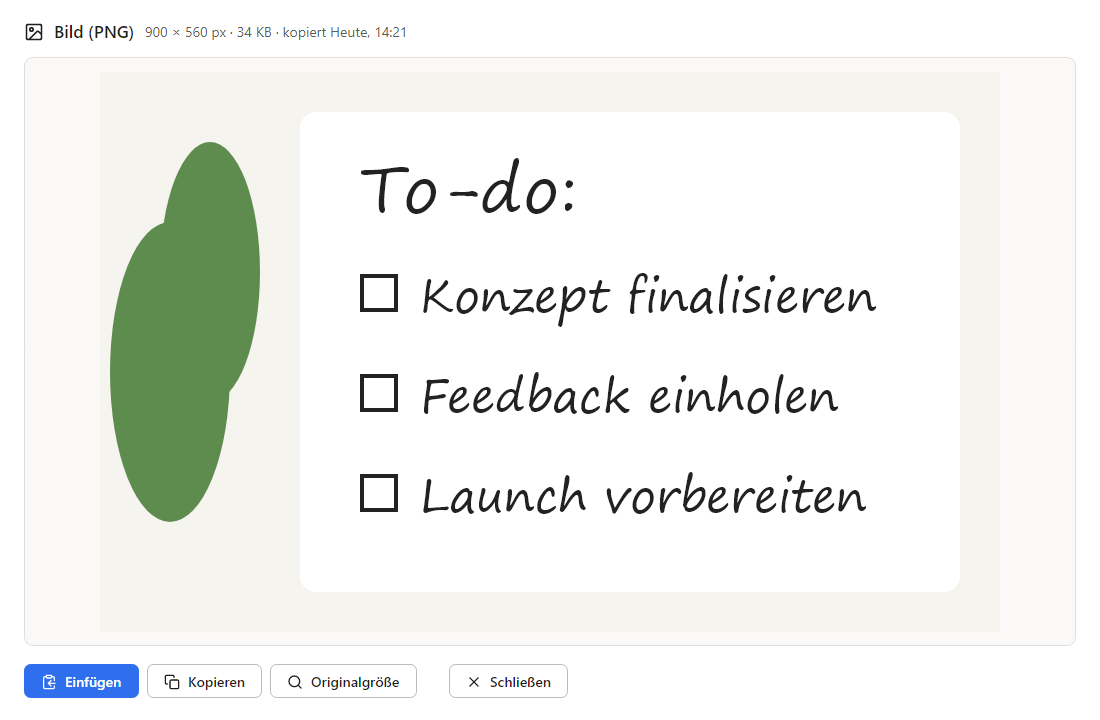 Bild (PNG) 900 × 560 px · 34 KB · kopiert Heute, 14:21
To-do:
Konzept finalisieren
Feedback einholen
Launch vorbereiten
Einfügen Kopieren Originalgröße Schließen